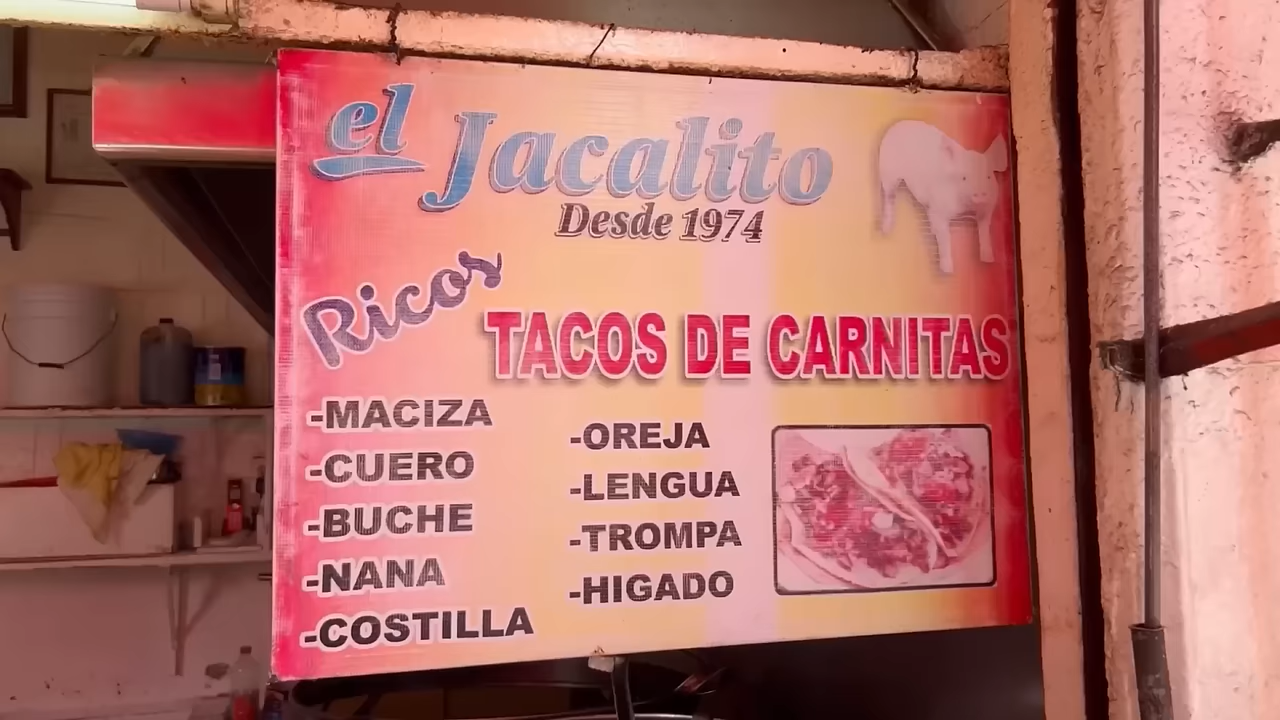 el Jacalito
Desde 1974
Ricos
TACOS DE CARNITAS
-MACIZA
-CUERO
-BUCHE
-NANA
-COSTILLA
-OREJA
-LENGUA
-TROMPA
-HIGADO